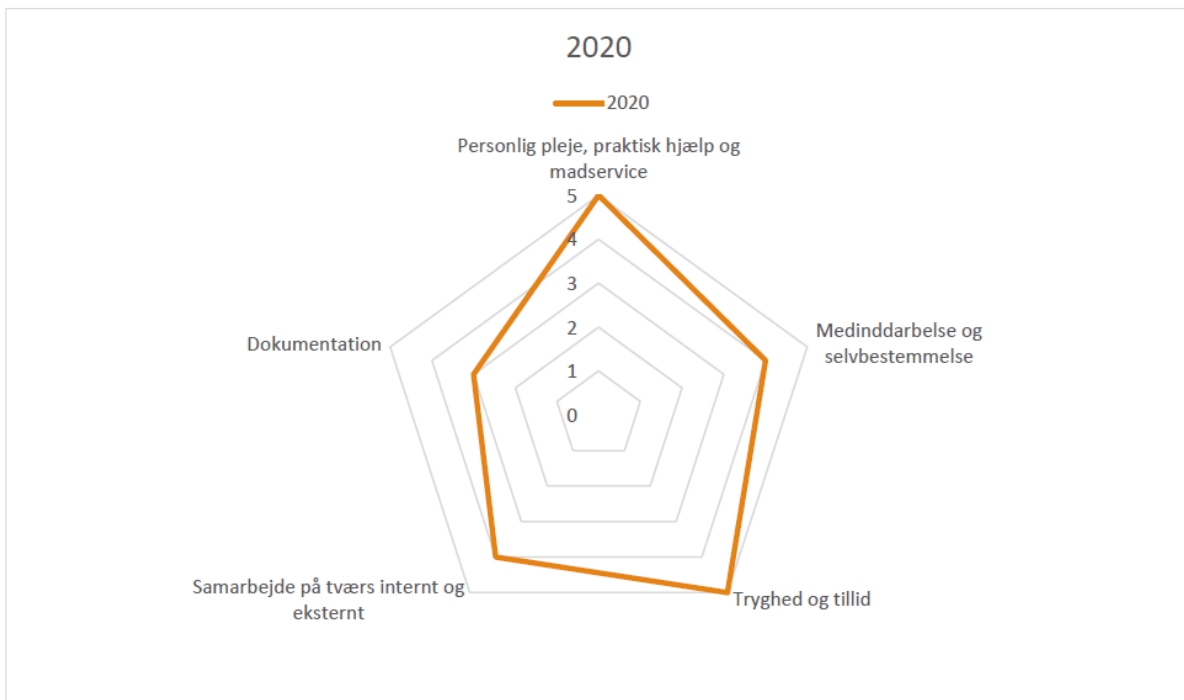 2020
2020
Personlig pleje, praktisk hjælp og
madservice
5
4
3
2
1
0
Medinddarbelse og
selvbestemmelse
Dokumentation
Samarbejde på tværs internt og
eksternt
Tryghed og tillid